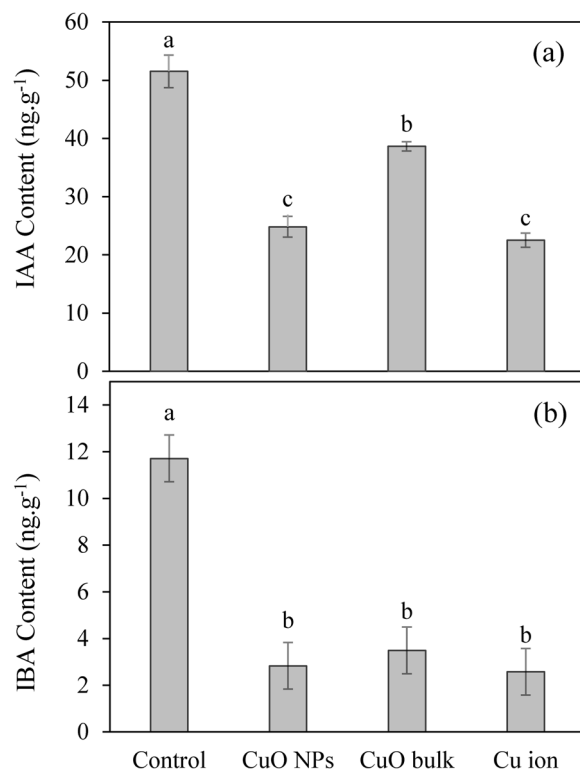 60
50
40
30
20
10
0
IAA Content (ng.g⁻¹)
(a)
a
c
b
c
14
12
10
8
6
4
2
0
IBA Content (ng.g⁻¹)
(b)
a
b
b
b
Control CuO NPs CuO bulk Cu ion